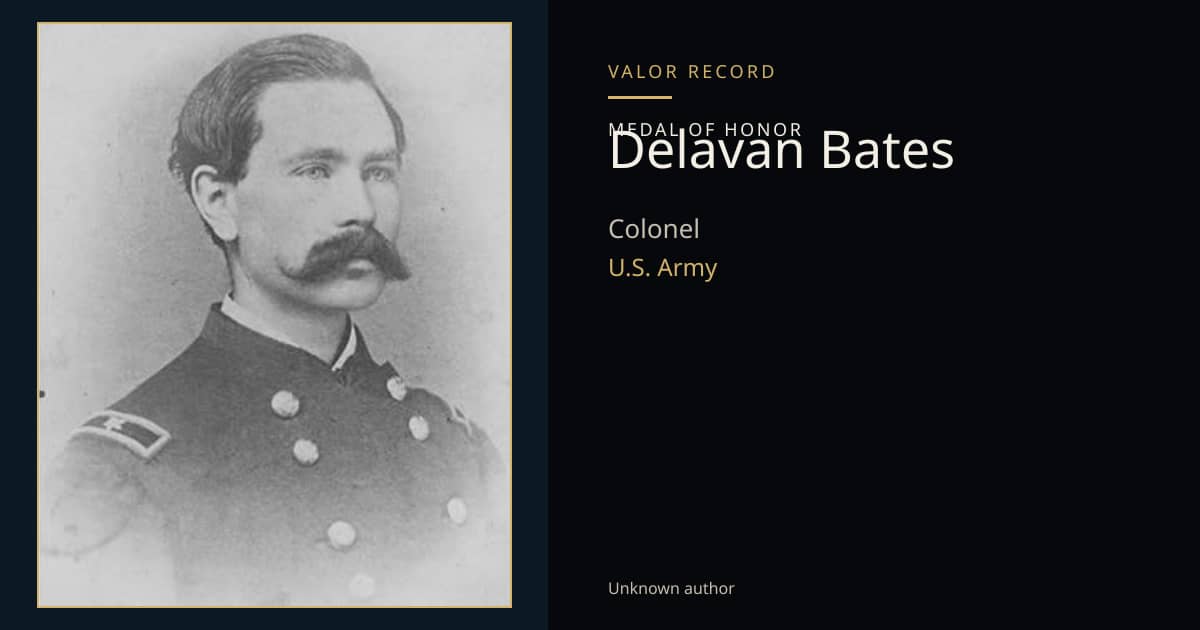 VALOR RECORD
MEDAL OF HONOR
Delavan Bates
Colonel
U.S. Army
Unknown author